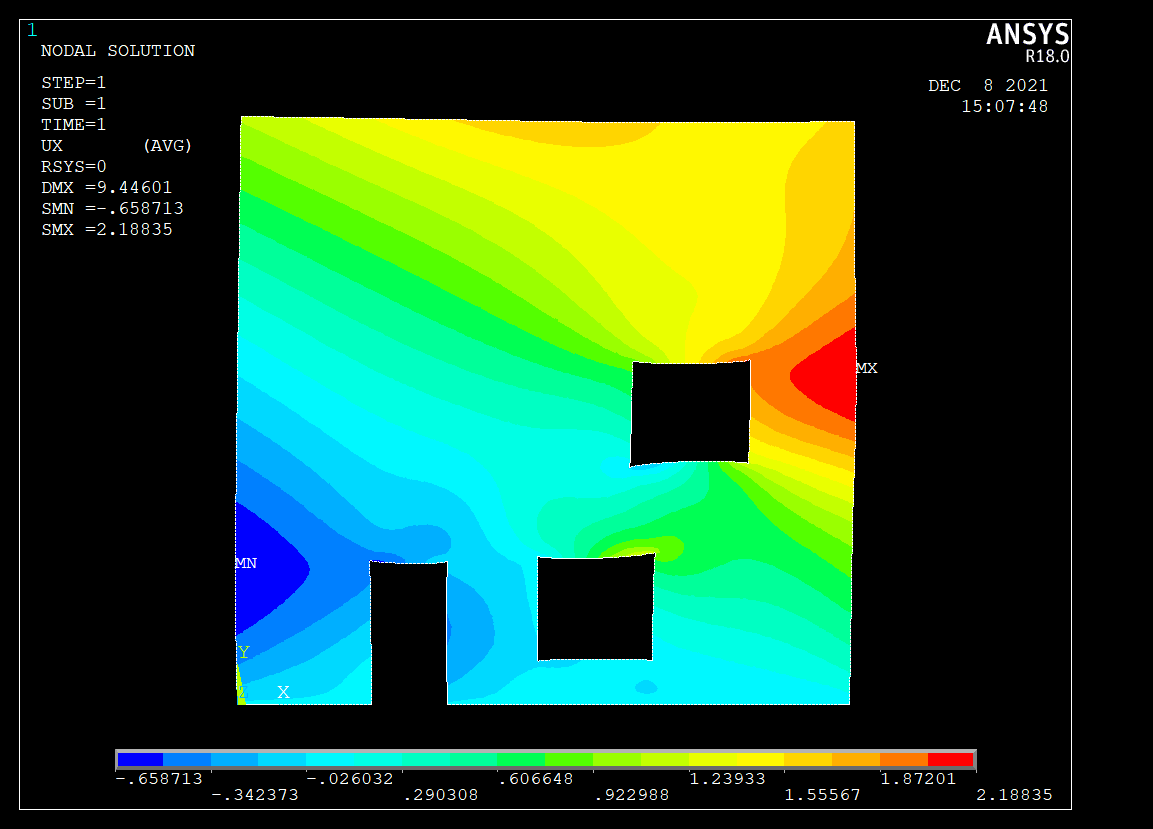 1
ANSYS
R18.0
NODAL SOLUTION
STEP=1
SUB =1
TIME=1
UX (AVG)
RSYS=0
DMX =9.44601
SMN =-.658713
SMX =2.18835
DEC 8 2021
15:07:48
MX
MN
Y
Z X
-.658713 -.026032 .606648 1.23933 1.87201
-.342373 .290308 .922988 1.55567 2.18835